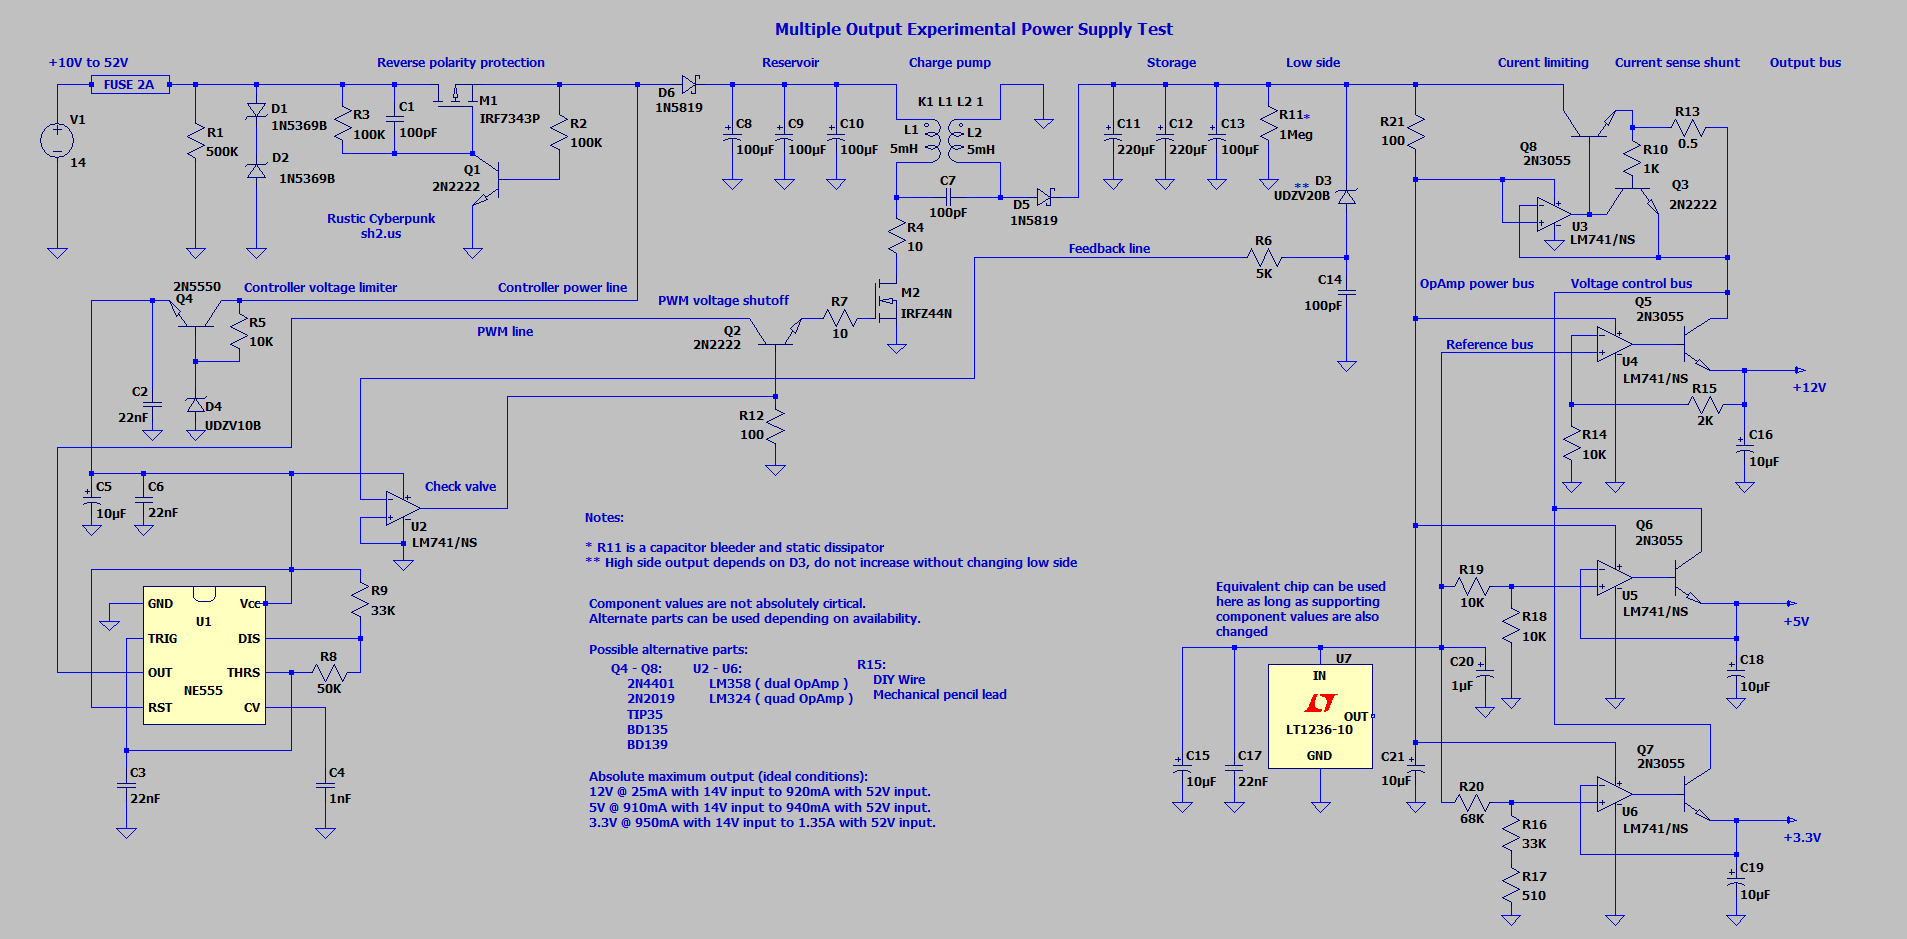 Multiple Output Experimental Power Supply Test
+10V to 52V
Reverse polarity protection
Reservoir
Charge pump
Storage
Low side
Curent limiting
Current sense shunt
Output bus
FUSE 2A
V1
14
R1
500K
D1
1N5369B
D2
1N5369B
R3
100K
C1
100pF
M1
IRF7343P
R2
100K
Q1
2N2222
Rustic Cyberpunk
sh2.us
D6
1N5819
C8
100µF
C9
100µF
C10
100µF
K1 L1 L2 1
L1
5mH
L2
5mH
C7
100pF
D5
1N5819
R4
10
C11
220µF
C12
220µF
C13
100µF
R11*
1Meg
** D3
UDZV20B
R21
100
Q8
2N3055
R13
0.5
R10
1K
Q3
2N2222
U3
LM741/NS
Feedback line
R6
5K
C14
100pF
2N5550
Q4
Controller voltage limiter
Controller power line
R5
10K
C2
22nF
D4
UDZV10B
PWM line
PWM voltage shutoff
Q2
2N2222
R7
10
M2
IRFZ44N
R12
100
OpAmp power bus
Voltage control bus
Reference bus
Q5
2N3055
U4
LM741/NS
+12V
R15
2K
R14
10K
C16
10µF
C5
10µF
C6
22nF
Check valve
U2
LM741/NS
Notes:
* R11 is a capacitor bleeder and static dissipator
** High side output depends on D3, do not increase without changing low side
Component values are not absolutely cirtical.
Alternate parts can be used depending on availability.
Possible alternative parts:
Q4 - Q8:
2N4401
2N2019
TIP35
BD135
BD139
U2 - U6:
LM358 ( dual OpAmp )
LM324 ( quad OpAmp )
R15:
DIY Wire
Mechanical pencil lead
Absolute maximum output (ideal conditions):
12V @ 25mA with 14V input to 920mA with 52V input.
5V @ 910mA with 14V input to 940mA with 52V input.
3.3V @ 950mA with 14V input to 1.35A with 52V input.
GND
Vcc
U1
TRIG
DIS
OUT
THRS
NE555
RST
CV
R9
33K
R8
50K
C3
22nF
C4
1nF
Equivalent chip can be used
here as long as supporting
component values are also
changed
U7
IN
OUT
LT1236-10
GND
C15
10µF
C17
22nF
C20
1µF
C21
10µF
Q6
2N3055
R19
10K
R18
10K
U5
LM741/NS
+5V
C18
10µF
Q7
2N3055
R20
68K
R16
33K
R17
510
U6
LM741/NS
+3.3V
C19
10µF